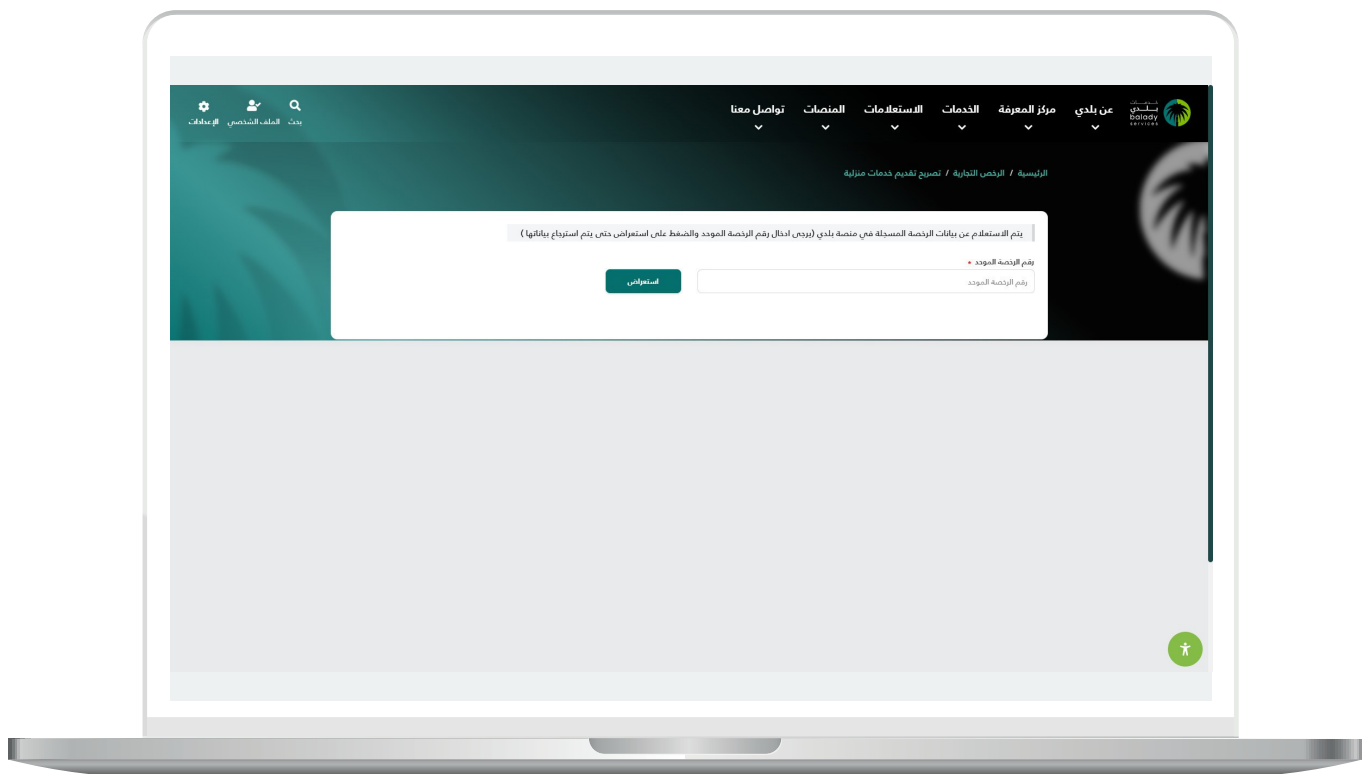 خدمات
بلدي
balady
services
عن بلدي
مركز المعرفة
الخدمات
الاستعلامات
المنصات
تواصل معنا
بحث
الملف الشخصي
الإعدادات
الرئيسية / الرخص التجارية / تصريح تقديم خدمات منزلية
يتم الاستعلام عن بيانات الرخصة المسجلة في منصة بلدي (يرجى ادخال رقم الرخصة الموحد والضغط على استعراض حتى يتم استرجاع بياناتها )
رقم الرخصة الموحد *
رقم الرخصة الموحد
استعراض